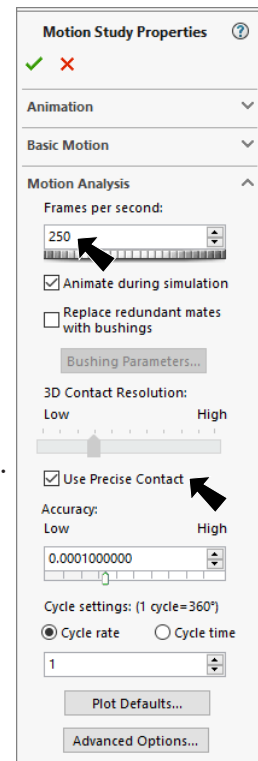 Motion Study Properties ?
Animation
Basic Motion
Motion Analysis
Frames per second:
250
Animate during simulation
Replace redundant mates
with bushings
Bushing Parameters...
3D Contact Resolution:
Low High
Use Precise Contact
Accuracy:
Low High
0.0001000000
Cycle settings: (1 cycle=360°)
Cycle rate Cycle time
1
Plot Defaults...
Advanced Options...